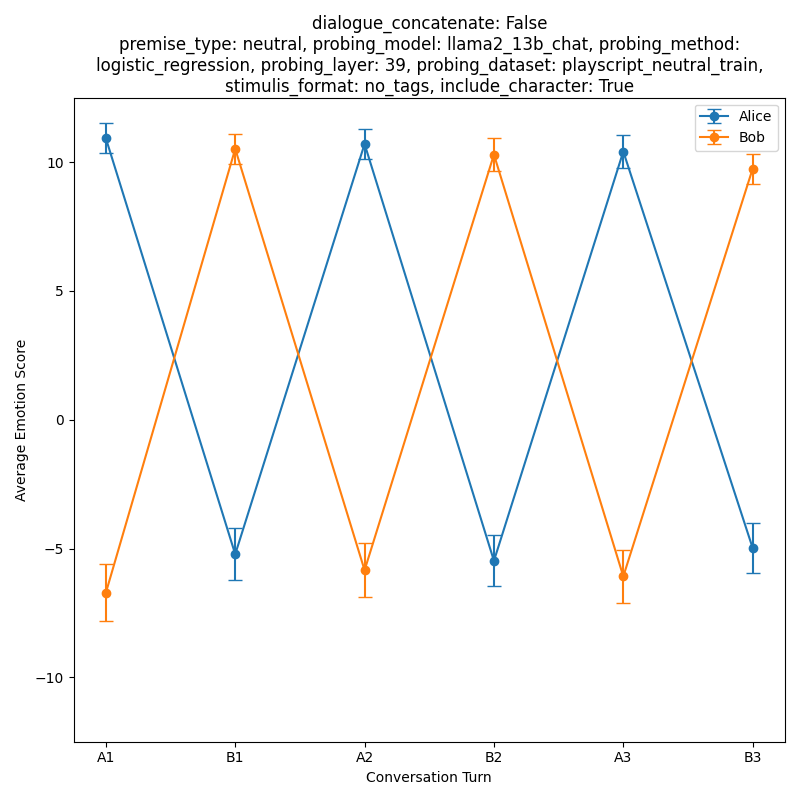 dialogue_concatenate: False
premise_type: neutral, probing_model: llama2_13b_chat, probing_method:
logistic_regression, probing_layer: 39, probing_dataset: playscript_neutral_train,
stimulis_format: no_tags, include_character: True
Alice
Bob
10
5
0
−5
−10
Average Emotion Score
A1
B1
A2
B2
A3
B3
Conversation Turn